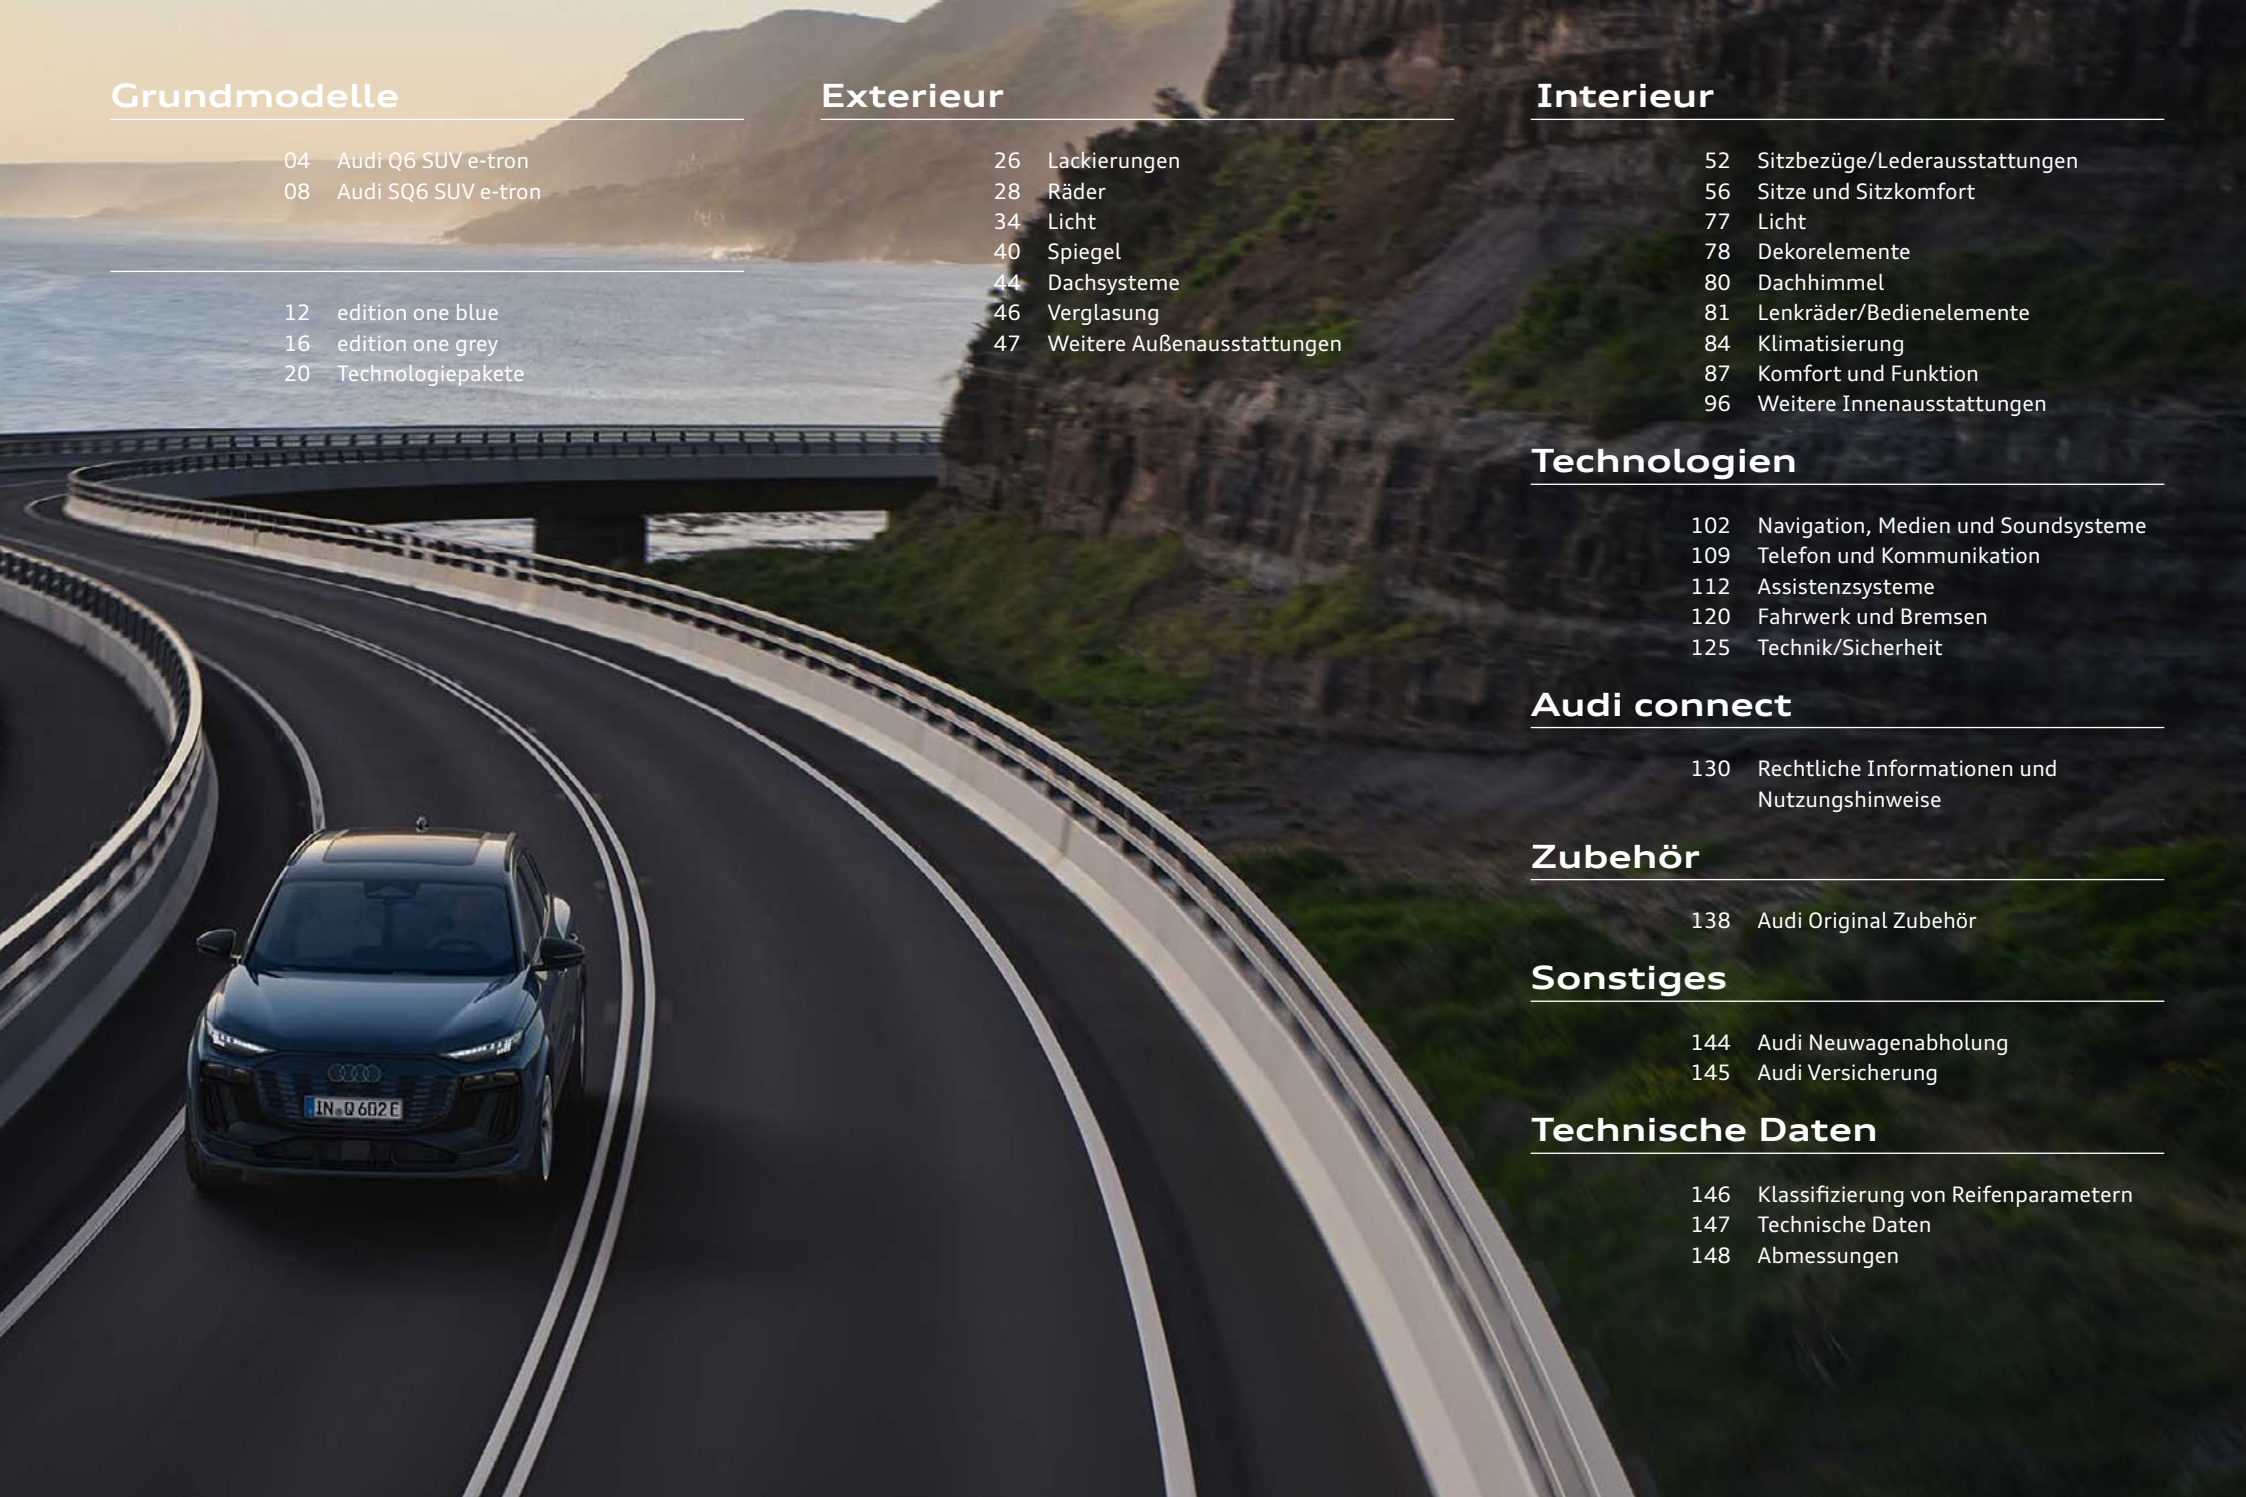 Grundmodelle
04 Audi Q6 SUV e-tron
08 Audi SQ6 SUV e-tron
12 edition one blue
16 edition one grey
20 Technologiepakete
Exterieur
26 Lackierungen
28 Räder
34 Licht
40 Spiegel
44 Dachsysteme
46 Verglasung
47 Weitere Außenausstattungen
Interieur
52 Sitzbezüge/Lederausstattungen
56 Sitze und Sitzkomfort
77 Licht
78 Dekorelemente
80 Dachhimmel
81 Lenkräder/Bedienelemente
84 Klimatisierung
87 Komfort und Funktion
96 Weitere Innenausstattungen
Technologien
102 Navigation, Medien und Soundsysteme
109 Telefon und Kommunikation
112 Assistenzsysteme
120 Fahrwerk und Bremsen
125 Technik/Sicherheit
Audi connect
130 Rechtliche Informationen und
Nutzungshinweise
Zubehör
138 Audi Original Zubehör
Sonstiges
144 Audi Neuwagenabholung
145 Audi Versicherung
Technische Daten
146 Klassifizierung von Reifenparametern
147 Technische Daten
148 Abmessungen
IN Q 602 E